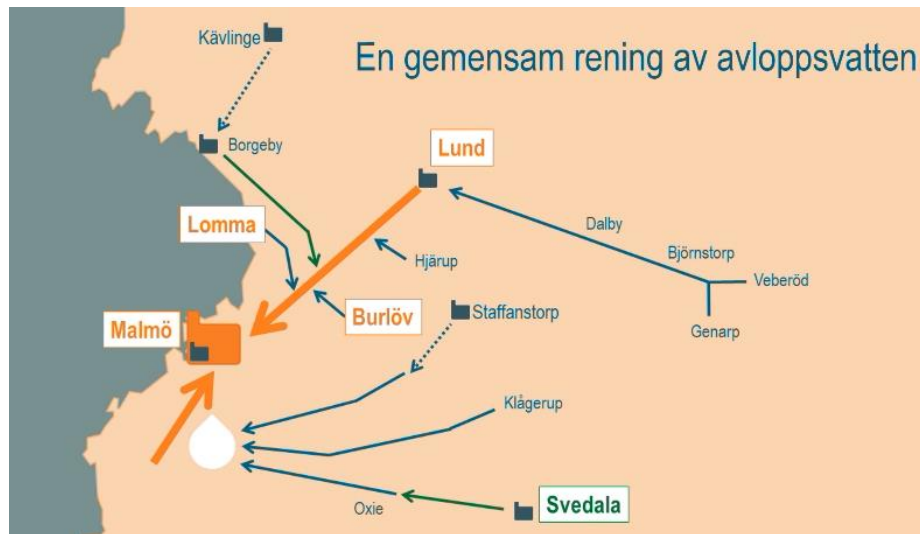 En gemensam rening av avloppsvatten
Kävlinge
Borgeby
Lund
Lomma
Dalby
Hjärup
Björnstorp
Veberöd
Burlöv
Staffanstorp
Malmö
Genarp
Klågerup
Oxie
Svedala